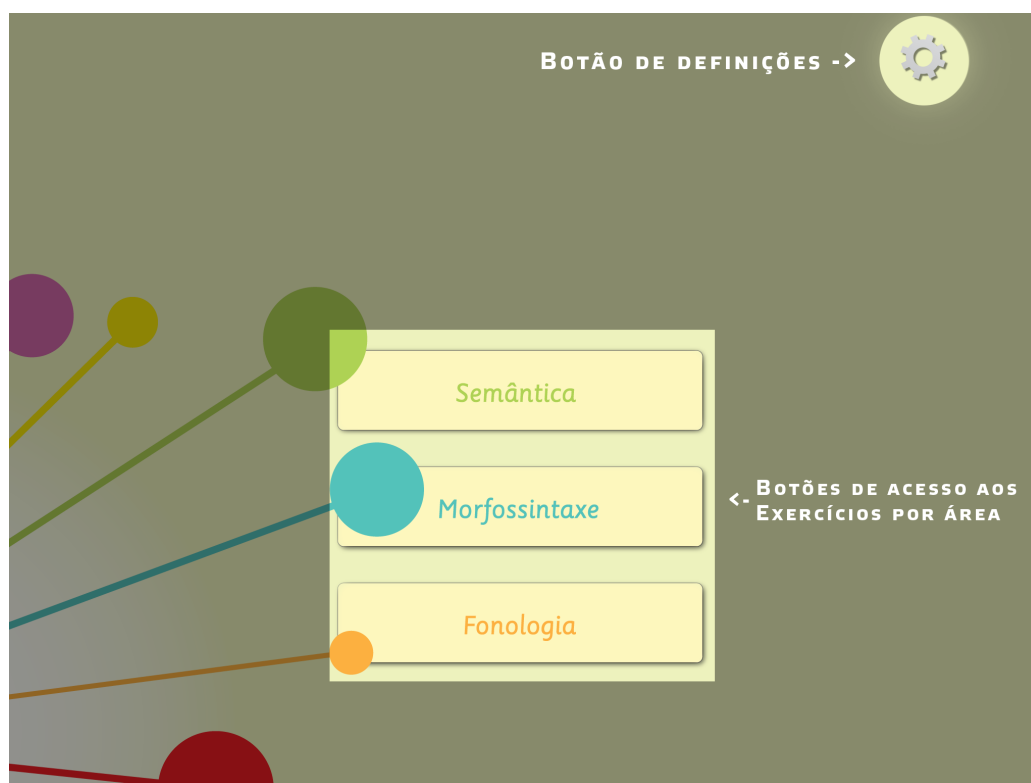 Botão de definições ->
Semântica
Morfossintaxe
<- Botões de acesso aos
Exercícios por área
Fonologia